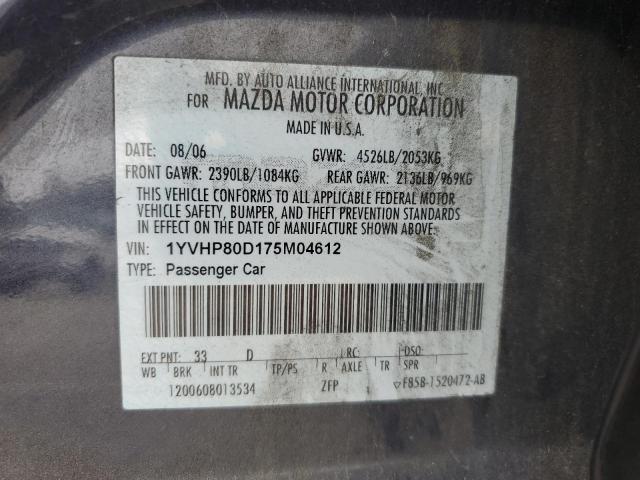 MFD. BY AUTO ALLIANCE INTERNATIONAL, INC.
FOR MAZDA MOTOR CORPORATION
MADE IN U.S.A.
DATE: 08/06 GVWR: 4526LB/2053KG
FRONT GAWR: 2390LB/1084KG REAR GAWR: 2136LB/969KG
THIS VEHICLE CONFORMS TO ALL APPLICABLE FEDERAL MOTOR
VEHICLE SAFETY, BUMPER, AND THEFT PREVENTION STANDARDS
IN EFFECT ON THE DATE OF MANUFACTURE SHOWN ABOVE.
VIN: 1YVHP80D175M04612
TYPE: Passenger Car
EXT PNT: 33 D RC: DSO:
WB BRK INT TR TP/PS R AXLE TR SPR
1200608013534 ZFP F85B-1520472-AB